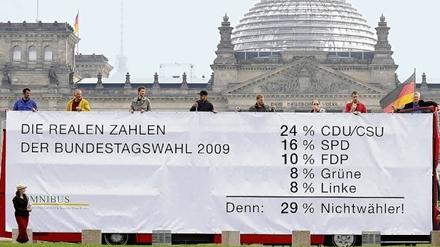 DIE REALEN ZAHLEN
DER BUNDESTAGSWAHL 2009
24 % CDU/CSU
16 % SPD
10 % FDP
8 % Grüne
8 % Linke
Denn: 29 % Nichtwähler!
OMNIBUS